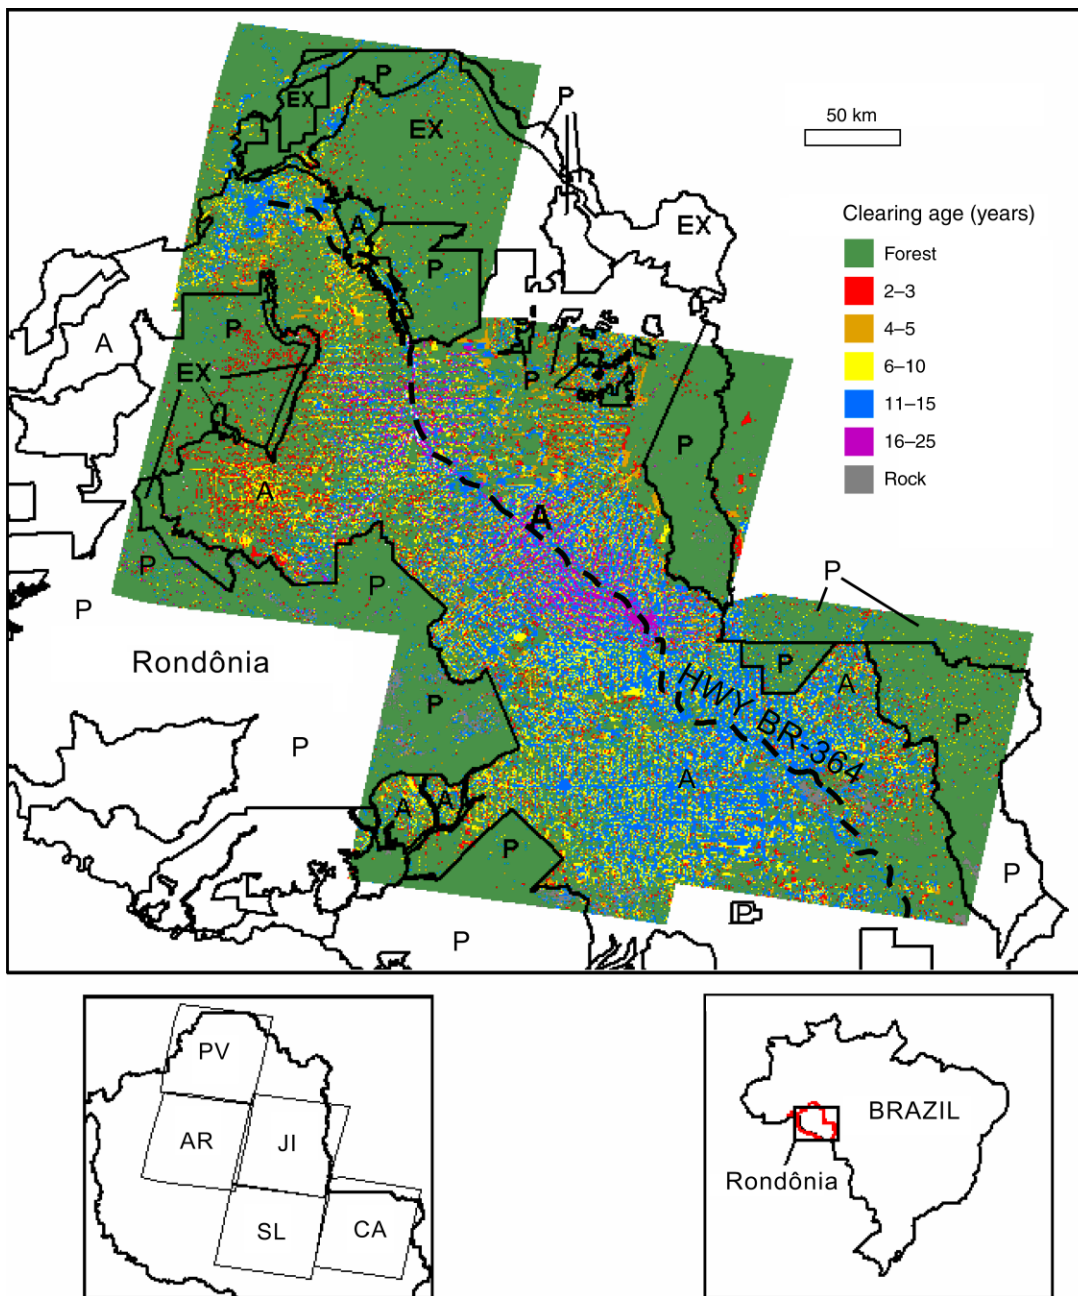 P
P
EX
EX
50 km
EX
A
Clearing age (years)
Forest
2–3
4–5
6–10
11–15
16–25
Rock
P
P
A
EX
P
P
A
A
P
P
P
P
Rondônia
P
A
P
P
P
HWY BR-364
A
A
A
P
P
P
P
PV
AR
JI
SL
CA
BRAZIL
Rondônia